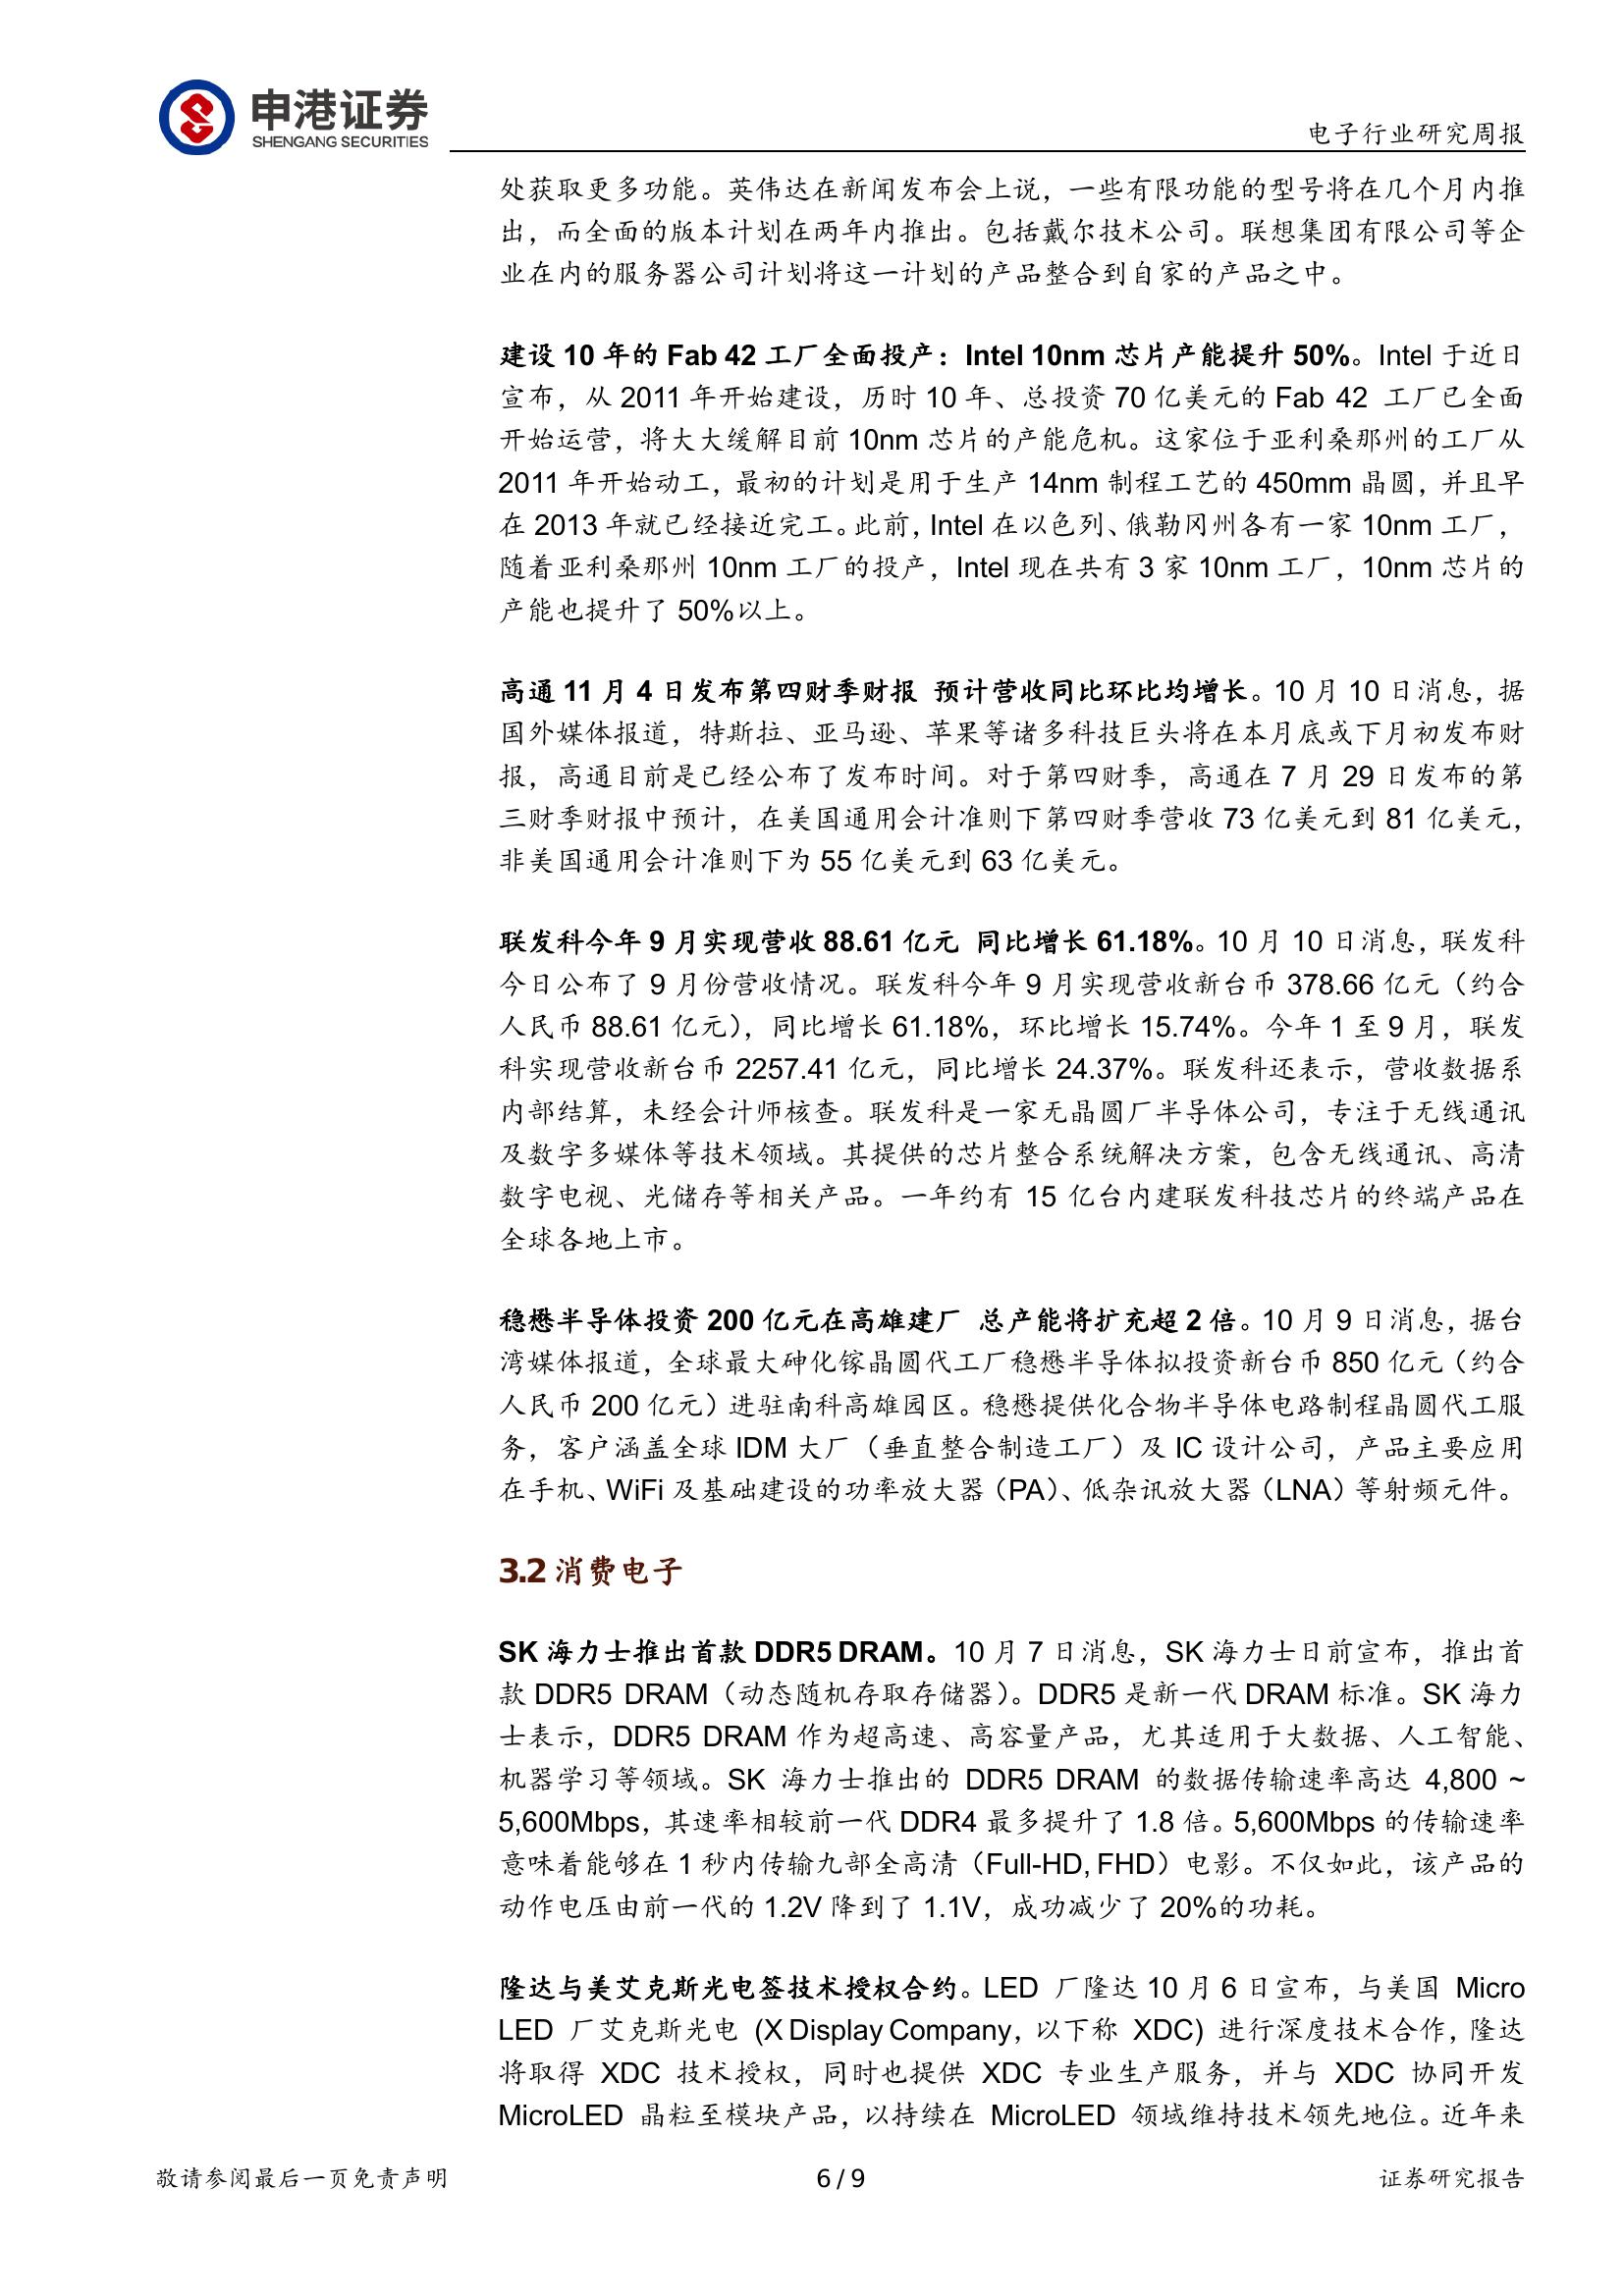 申港证券
SHENGANG SECURITIES
电子行业研究周报
处获取更多功能。英伟达在新闻发布会上说，一些有限功能的型号将在几个月内推
出，而全面的版本计划在两年内推出。包括戴尔技术公司。联想集团有限公司等企
业在内的服务器公司计划将这一计划的产品整合到自家的产品之中。
建设 10 年的 Fab 42 工厂全面投产：Intel 10nm 芯片产能提升 50%。Intel 于近日
宣布，从 2011 年开始建设，历时 10 年、总投资 70 亿美元的 Fab 42 工厂已全面
开始运营，将大大缓解目前 10nm 芯片的产能危机。这家位于亚利桑那州的工厂从
2011 年开始动工，最初的计划是用于生产 14nm 制程工艺的 450mm 晶圆，并且早
在 2013 年就已经接近完工。此前，Intel 在以色列、俄勒冈州各有一家 10nm 工厂，
随着亚利桑那州 10nm 工厂的投产，Intel 现在共有 3 家 10nm 工厂，10nm 芯片的
产能也提升了 50%以上。
高通 11 月 4 日发布第四财季财报 预计营收同比环比均增长。10 月 10 日消息，据
国外媒体报道，特斯拉、亚马逊、苹果等诸多科技巨头将在本月底或下月初发布财
报，高通目前是已经公布了发布时间。对于第四财季，高通在 7 月 29 日发布的第
三财季财报中预计，在美国通用会计准则下第四财季营收 73 亿美元到 81 亿美元，
非美国通用会计准则下为 55 亿美元到 63 亿美元。
联发科今年 9 月实现营收 88.61 亿元 同比增长 61.18%。10 月 10 日消息，联发科
今日公布了 9 月份营收情况。联发科今年 9 月实现营收新台币 378.66 亿元（约合
人民币 88.61 亿元），同比增长 61.18%，环比增长 15.74%。今年 1 至 9 月，联发
科实现营收新台币 2257.41 亿元，同比增长 24.37%。联发科还表示，营收数据系
内部结算，未经会计师核查。联发科是一家无晶圆厂半导体公司，专注于无线通讯
及数字多媒体等技术领域。其提供的芯片整合系统解决方案，包含无线通讯、高清
数字电视、光储存等相关产品。一年约有 15 亿台内建联发科技芯片的终端产品在
全球各地上市。
稳懋半导体投资 200 亿元在高雄建厂 总产能将扩充超 2 倍。10 月 9 日消息，据台
湾媒体报道，全球最大砷化镓晶圆代工厂稳懋半导体拟投资新台币 850 亿元（约合
人民币 200 亿元）进驻南科高雄园区。稳懋提供化合物半导体电路制程晶圆代工服
务，客户涵盖全球 IDM 大厂（垂直整合制造工厂）及 IC 设计公司，产品主要应用
在手机、WiFi 及基础建设的功率放大器（PA）、低杂讯放大器（LNA）等射频元件。
3.2 消费电子
SK 海力士推出首款 DDR5 DRAM。10 月 7 日消息，SK 海力士日前宣布，推出首
款 DDR5 DRAM（动态随机存取存储器）。DDR5 是新一代 DRAM 标准。SK 海力
士表示，DDR5 DRAM 作为超高速、高容量产品，尤其适用于大数据、人工智能、
机器学习等领域。SK 海力士推出的 DDR5 DRAM 的数据传输速率高达 4,800 ~
5,600Mbps，其速率相较前一代 DDR4 最多提升了 1.8 倍。5,600Mbps 的传输速率
意味着能够在 1 秒内传输九部全高清（Full-HD, FHD）电影。不仅如此，该产品的
动作电压由前一代的 1.2V 降到了 1.1V，成功减少了 20%的功耗。
隆达与美艾克斯光电签技术授权合约。LED 厂隆达 10 月 6 日宣布，与美国 Micro
LED 厂艾克斯光电 (X Display Company，以下称 XDC) 进行深度技术合作，隆达
将取得 XDC 技术授权，同时也提供 XDC 专业生产服务，并与 XDC 协同开发
MicroLED 晶粒至模块产品，以持续在 MicroLED 领域维持技术领先地位。近年来
敬请参阅最后一页免责声明
6 / 9
证券研究报告